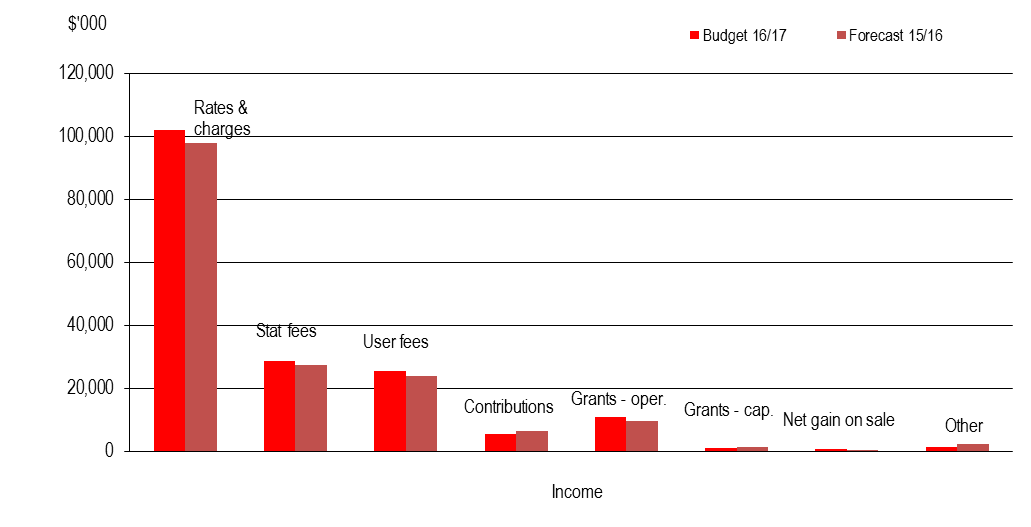 $'000
Budget 16/17
Forecast 15/16
120,000
100,000
80,000
60,000
40,000
20,000
0
Rates &
charges
Stat fees
User fees
Contributions
Grants - oper.
Grants - cap.
Net gain on sale
Other
Income